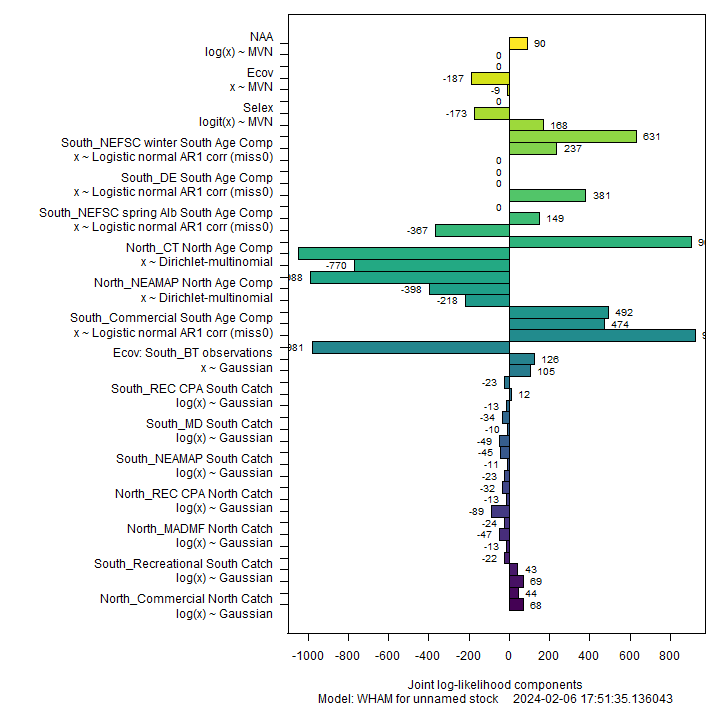 NAA
log(x) ~ MVN
Ecov
x ~ MVN
Selex
logit(x) ~ MVN
South_NEFSC winter South Age Comp
x ~ Logistic normal AR1 corr (miss0)
South_DE South Age Comp
x ~ Logistic normal AR1 corr (miss0)
South_NEFSC spring Alb South Age Comp
x ~ Logistic normal AR1 corr (miss0)
North_CT North Age Comp
x ~ Dirichlet-multinomial
North_NEAMAP North Age Comp
x ~ Dirichlet-multinomial
South_Commercial South Age Comp
x ~ Logistic normal AR1 corr (miss0)
Ecov: South_BT observations
x ~ Gaussian
South_REC CPA South Catch
log(x) ~ Gaussian
South_MD South Catch
log(x) ~ Gaussian
South_NEAMAP South Catch
log(x) ~ Gaussian
North_REC CPA North Catch
log(x) ~ Gaussian
North_MADMF North Catch
log(x) ~ Gaussian
South_Recreational South Catch
log(x) ~ Gaussian
North_Commercial North Catch
log(x) ~ Gaussian
90
0
0
-187
-9
0
-173
168
631
237
0
0
0
381
0
149
-367
-770
-398
-218
492
474
126
105
-23
12
-13
-34
-10
-49
-45
-11
-23
-32
-13
-89
-24
-47
-13
-22
43
69
44
68
-1000 -800 -600 -400 -200 0 200 400 600 800
Joint log-likelihood components
Model: WHAM for unnamed stock 2024-02-06 17:51:35.136043